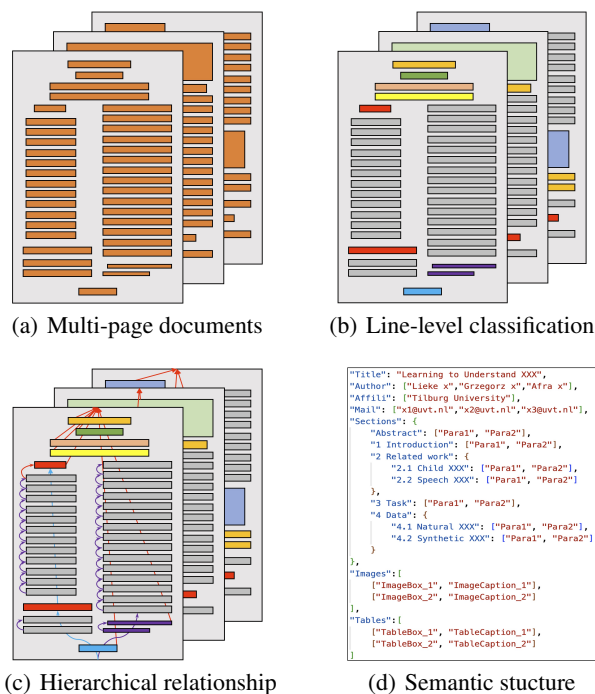 (a) Multi-page documents
(b) Line-level classification
"Title": "Learning to Understand XXX",
"Author": ["Lieke x","Grzegorz x","Afra x"],
"Affili": ["Tilburg University"],
"Mail": ["x1@uvt.nl","x2@uvt.nl","x3@uvt.nl"],
"Sections": {
"Abstract": ["Para1", "Para2"],
"1 Introduction": ["Para1", "Para2"],
"2 Related work": {
"2.1 Child XXX": ["Para1", "Para2"],
"2.2 Speech XXX": ["Para1", "Para2"]
},
"3 Task": ["Para1", "Para2"],
"4 Data": {
"4.1 Natural XXX": ["Para1", "Para2"],
"4.2 Synthetic XXX": ["Para1", "Para2"]
}
},
"Images":[
["ImageBox_1", "ImageCaption_1"],
["ImageBox_2", "ImageCaption_2"]
],
"Tables":[
["TableBox_1", "TableCaption_1"],
["TableBox_2", "TableCaption_2"]
]
(c) Hierarchical relationship
(d) Semantic stucture